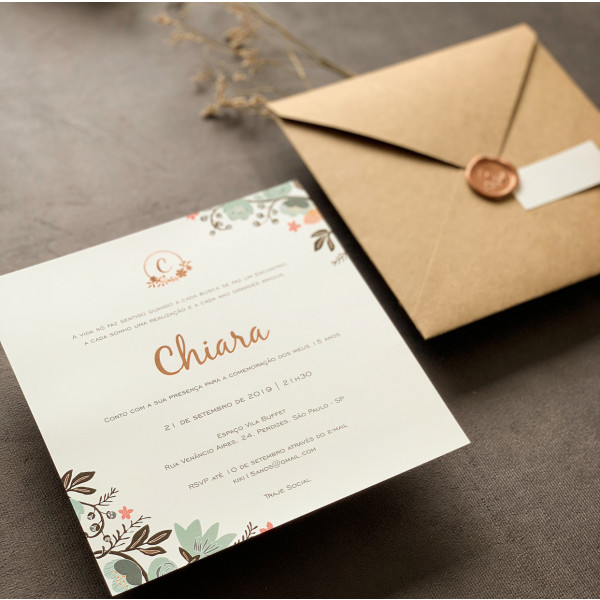 C
A VIDA SÓ FAZ SENTIDO QUANDO A CADA BUSCA SE FAZ UM ENCONTRO,
A CADA SONHO UMA REALIZAÇÃO E A CADA ANO GRANDES AMIGOS.
Chiara
CONTO COM A SUA PRESENÇA PARA A COMEMORAÇÃO DOS MEUS 15 ANOS
21 DE SETEMBRO DE 2019 | 21H30
ESPAÇO VILA BUFFET
RUA VENÂNCIO AIRES, 24, PERDIZES, SÃO PAULO - SP
RSVP ATÉ 10 DE SETEMBRO ATRAVÉS DO E-MAIL
KIKI15ANOS@GMAIL.COM
TRAJE SOCIAL